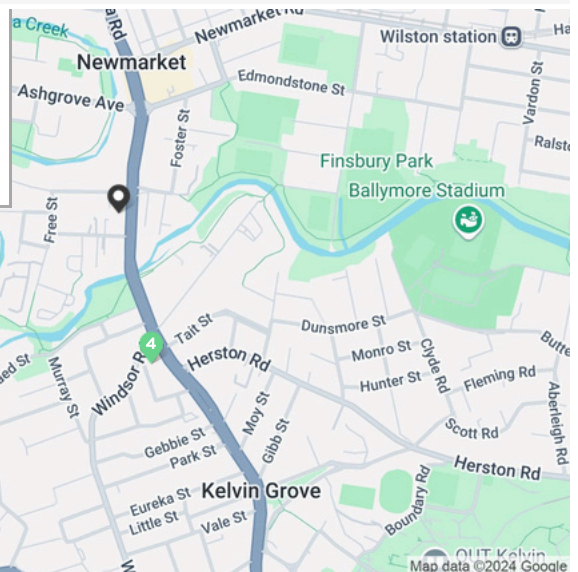 a Creek
a Rd
Newmarket Rd
Wilston station
Ha
Newmarket
Edmondstone St
Vardon St
Ashgrove Ave
Foster St
Ralsto
Finsbury Park
Ballymore Stadium
Free St
4
Tait St
Dunsmore St
Monro St
Clyde Rd
Butte
Herston Rd
Hunter St
Fleming Rd
Murray St
Windsor R
Aberleigh Rd
Moy St
Gibb St
Scott Rd
Gebbie St
Park St
Herston Rd
Kelvin Grove
Eureka St
Little St
Vale St
Boundary Rd
QUT Kelvin
W
Map data ©2024 Google